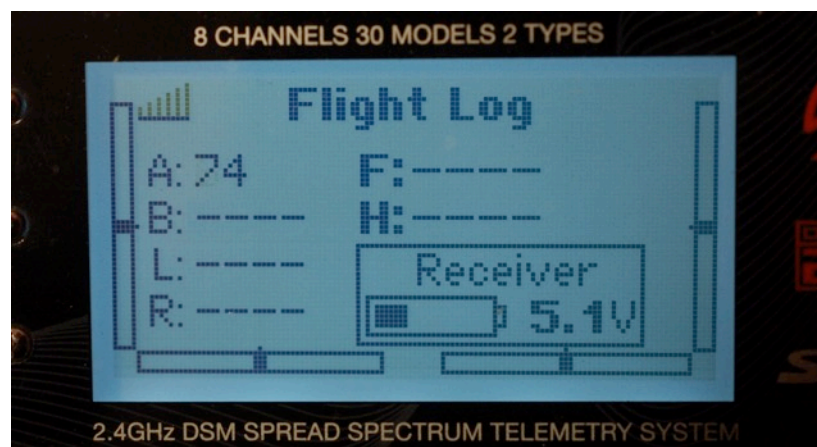 8 CHANNELS 30 MODELS 2 TYPES
Flight Log
A: 74 F:----
B: ---- H:----
L: ----
R: ----
Receiver
5.1V
2.4GHz DSM SPREAD SPECTRUM TELEMETRY SYSTEM